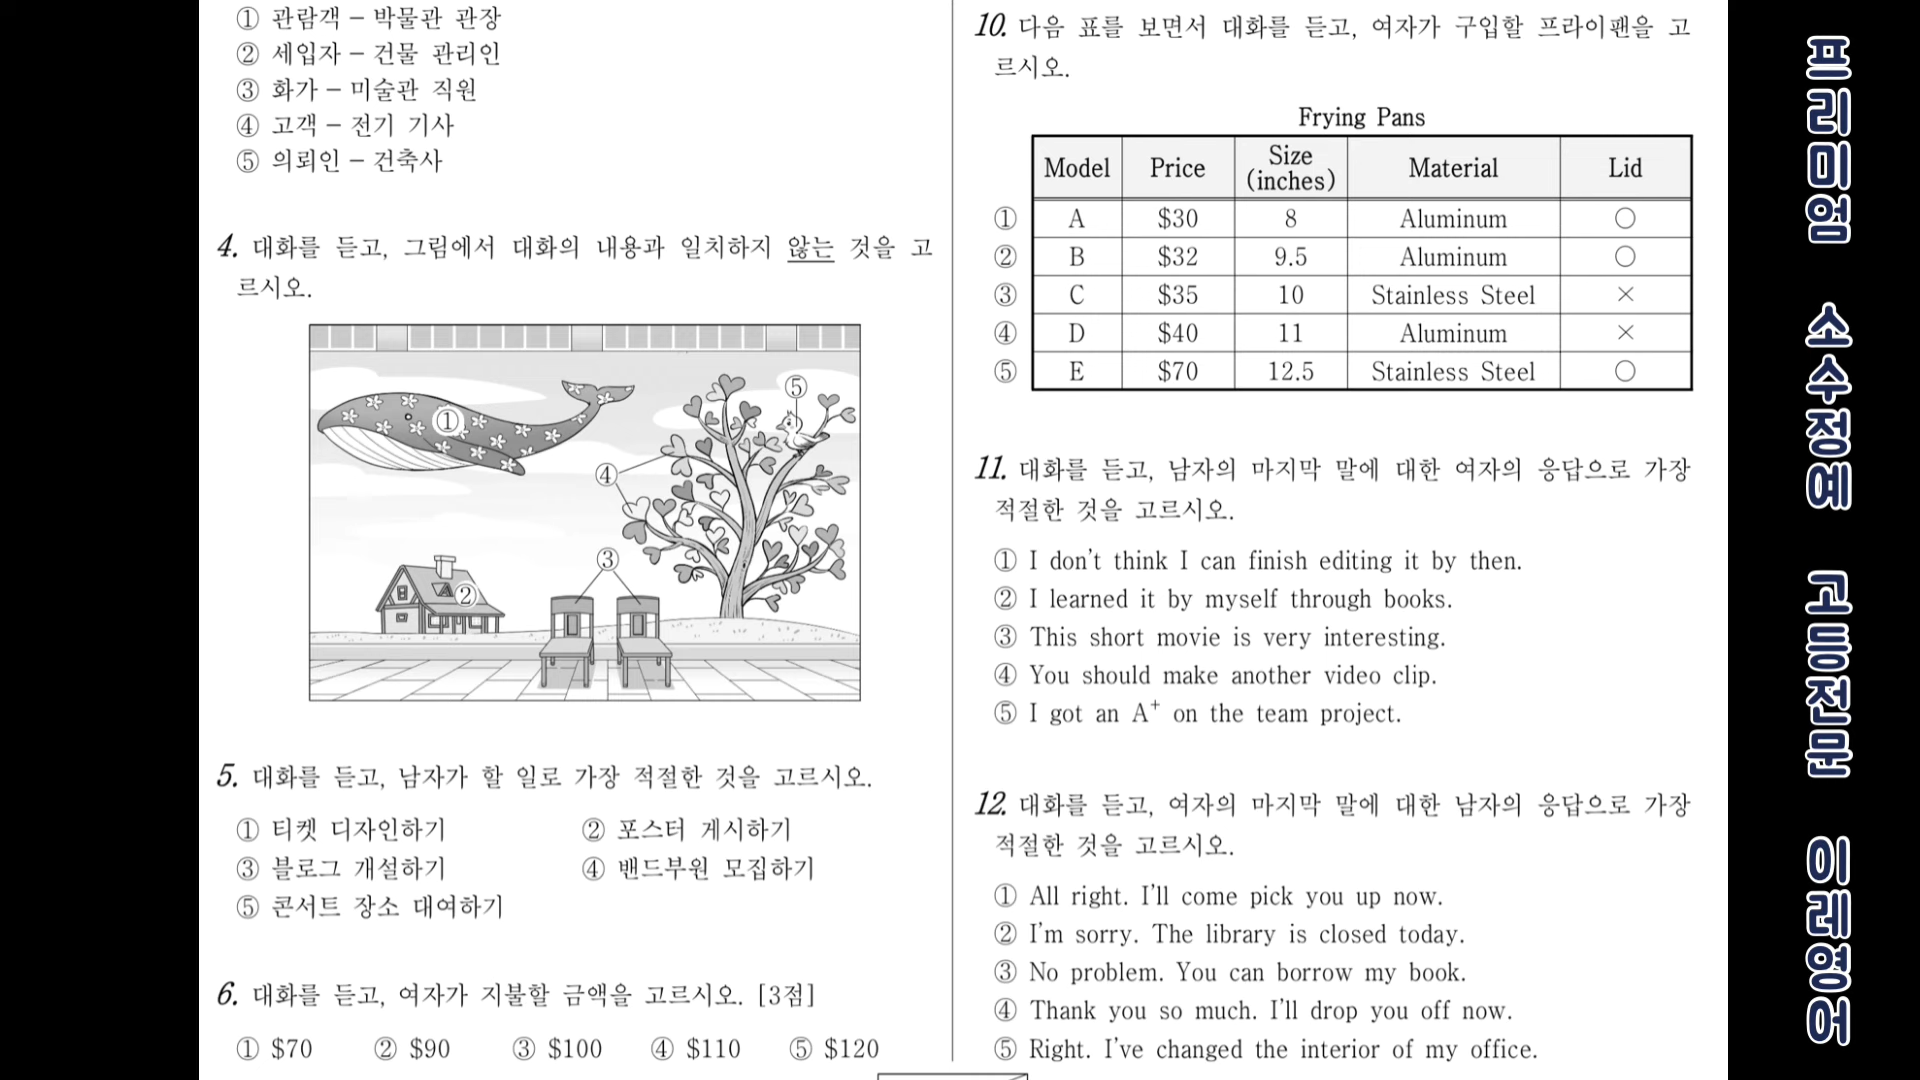 ① 관람객 – 박물관 관장
② 세입자 – 건물 관리인
③ 화가 – 미술관 직원
④ 고객 – 전기 기사
⑤ 의뢰인 – 건축사
4. 대화를 듣고, 그림에서 대화의 내용과 일치하지 않는 것을 고
르시오.
①
②
③
④
⑤
5. 대화를 듣고, 남자가 할 일로 가장 적절한 것을 고르시오.
① 티켓 디자인하기 ② 포스터 게시하기
③ 블로그 개설하기 ④ 밴드부원 모집하기
⑤ 콘서트 장소 대여하기
6. 대화를 듣고, 여자가 지불할 금액을 고르시오. [3점]
① $70 ② $90 ③ $100 ④ $110 ⑤ $120
10. 다음 표를 보면서 대화를 듣고, 여자가 구입할 프라이팬을 고
르시오.
Frying Pans
Model Price Size (inches) Material Lid
① A $30 8 Aluminum ○
② B $32 9.5 Aluminum ○
③ C $35 10 Stainless Steel ×
④ D $40 11 Aluminum ×
⑤ E $70 12.5 Stainless Steel ○
11. 대화를 듣고, 남자의 마지막 말에 대한 여자의 응답으로 가장
적절한 것을 고르시오.
① I don't think I can finish editing it by then.
② I learned it by myself through books.
③ This short movie is very interesting.
④ You should make another video clip.
⑤ I got an A⁺ on the team project.
12. 대화를 듣고, 여자의 마지막 말에 대한 남자의 응답으로 가장
적절한 것을 고르시오.
① All right. I'll come pick you up now.
② I'm sorry. The library is closed today.
③ No problem. You can borrow my book.
④ Thank you so much. I'll drop you off now.
⑤ Right. I've changed the interior of my office.
프리미엄 소수정예 고등전문 이레영어